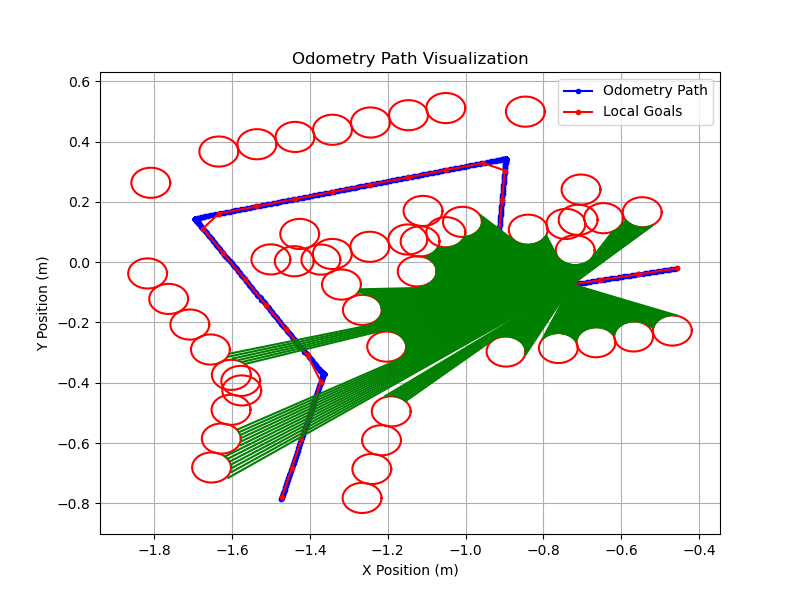 Odometry Path Visualization
Odometry Path
Local Goals
Y Position (m)
0.6
0.4
0.2
0.0
−0.2
−0.4
−0.6
−0.8
−1.8 −1.6 −1.4 −1.2 −1.0 −0.8 −0.6 −0.4
X Position (m)